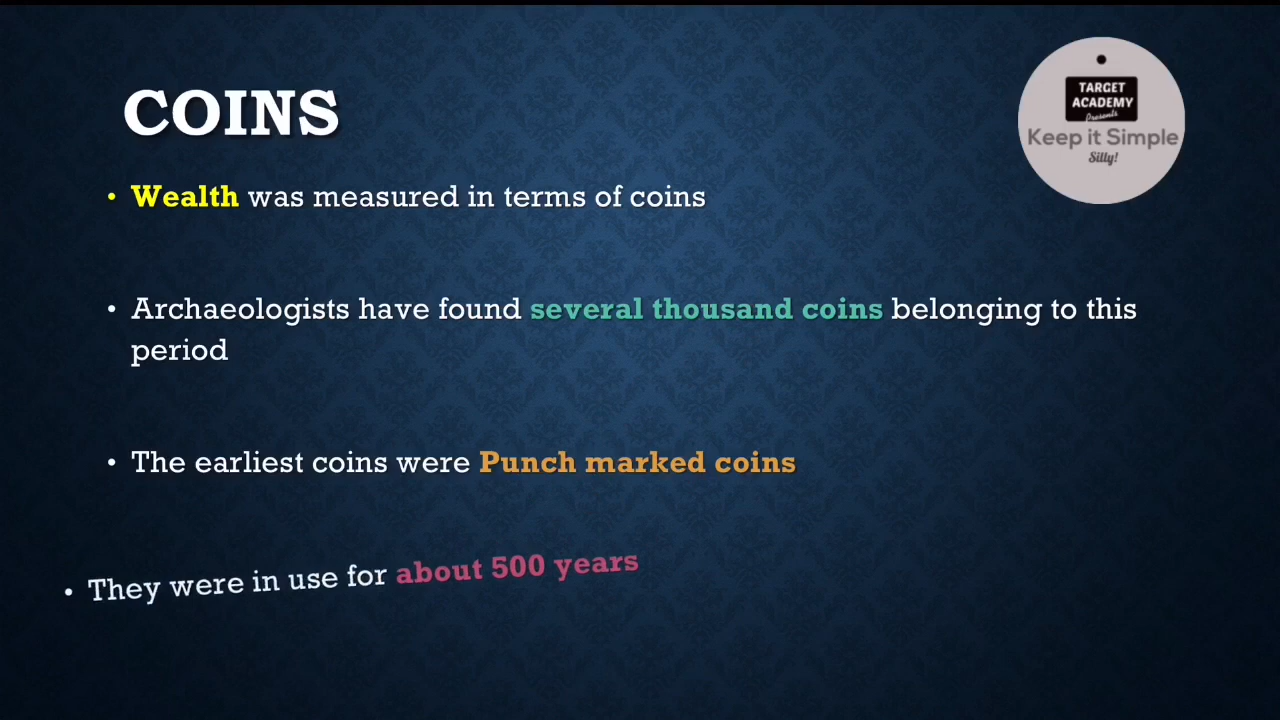 COINS
TARGET
ACADEMY
Presents
Keep it Simple
Silly!
• Wealth was measured in terms of coins
• Archaeologists have found several thousand coins belonging to this
period
• The earliest coins were Punch marked coins
• They were in use for about 500 years